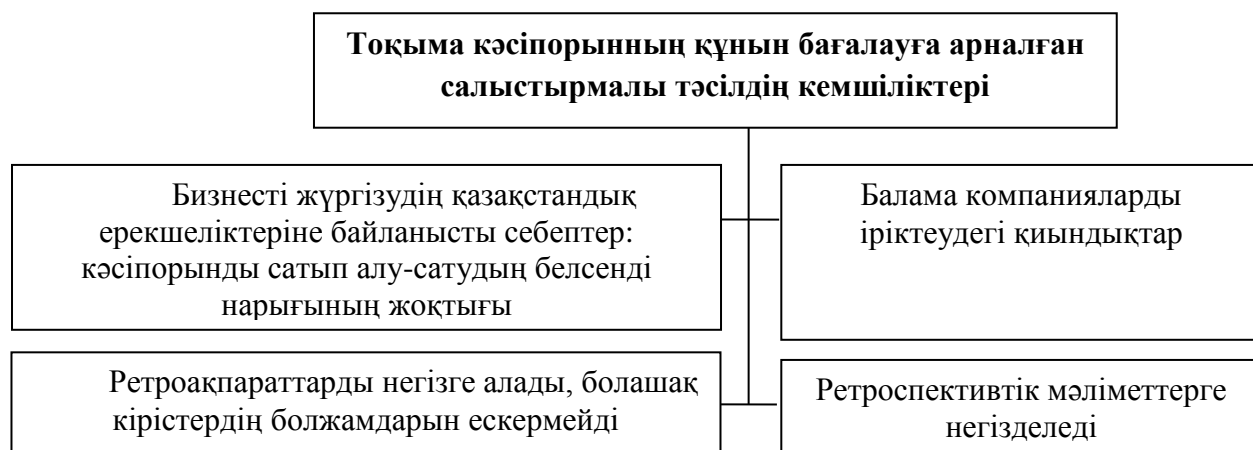 Тоқыма кәсіпорынның құнын бағалауға арналған
салыстырмалы тәсілдің кемшіліктері
Бизнесті жүргізудің қазақстандық
ерекшеліктеріне байланысты себептер:
кәсіпорынды сатып алу-сатудың белсенді
нарығының жоқтығы
Балама компанияларды
іріктеудегі қиындықтар
Ретроақпараттарды негізге алады, болашақ
кірістердің болжамдарын ескермейді
Ретроспективтік мәліметтерге
негізделеді